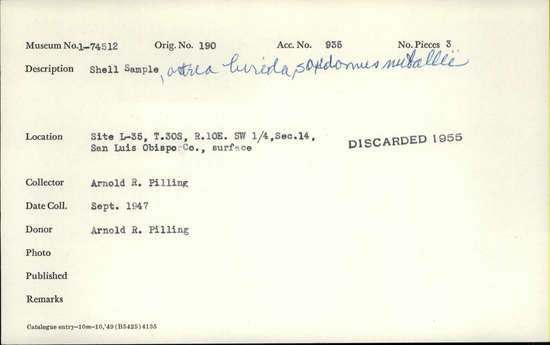 Museum No. 1-74512 Orig. No. 190 Acc. No. 935 No. Pieces 3
Description Shell Sample, ostrea lurida, saxidomus nuttallii
Location Site L-35, T.30S, R.10E. SW 1/4, Sec.14,
San Luis Obispo Co., surface
DISCARDED 1955
Collector Arnold R. Pilling
Date Coll. Sept. 1947
Donor Arnold R. Pilling
Photo
Published
Remarks
Catalogue entry—10m-10,'49 (B5425) 4135